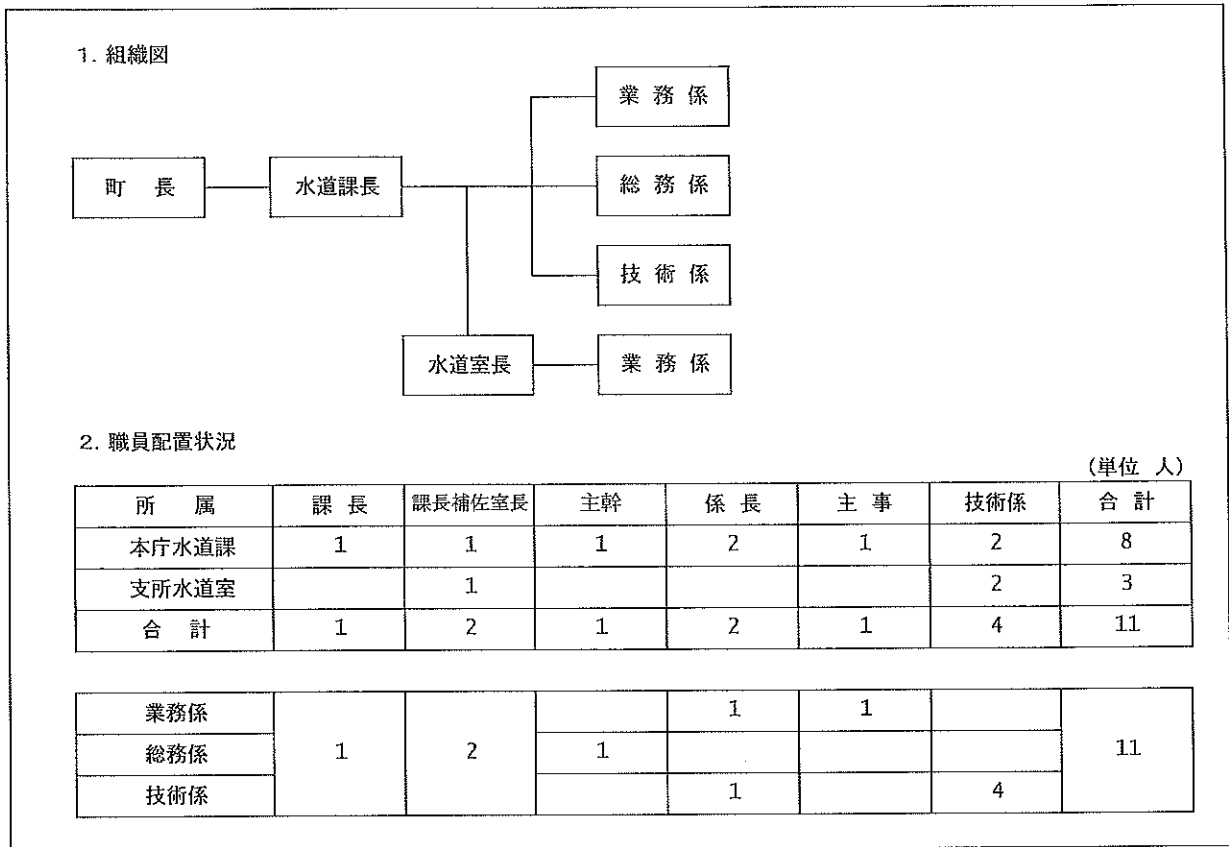 1. 組織図
業務係
町長 水道課長 総務係
技術係
水道室長 業務係
2. 職員配置状況
(単位 人)
所属 課長 課長補佐室長 主幹 係長 主事 技術係 合計
本庁水道課 1 1 1 2 1 2 8
支所水道室 1 2 3
合計 1 2 1 2 1 4 11
業務係 1 1
総務係 1 2 1 11
技術係 1 4